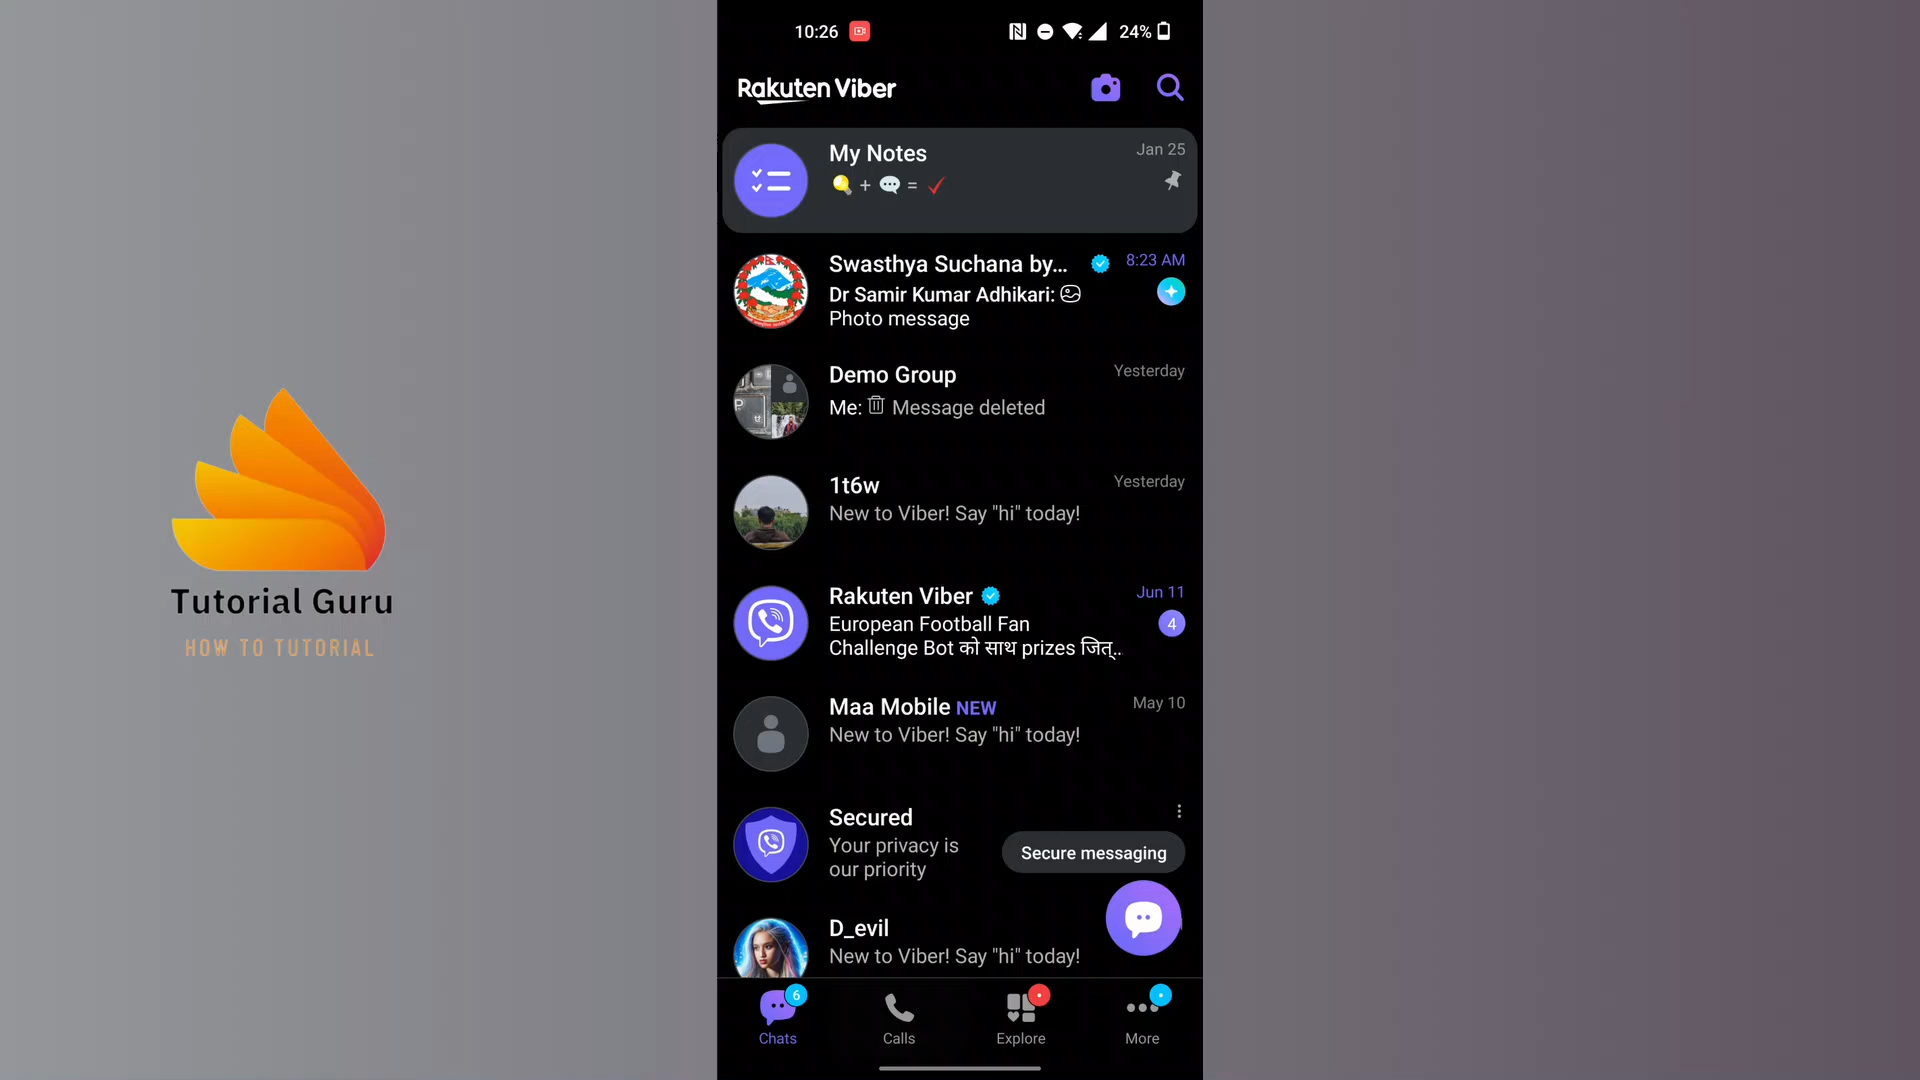 10:26
24%
Rakuten Viber
My Notes
Jan 25
+ = 
Swasthya Suchana by...
8:23 AM
Dr Samir Kumar Adhikari:
Photo message
Demo Group
Yesterday
Me: Message deleted
1t6w
Yesterday
New to Viber! Say "hi" today!
Rakuten Viber
Jun 11
European Football Fan
4
Challenge Bot को साथ prizes जित्..
Maa Mobile NEW
May 10
New to Viber! Say "hi" today!
Secured
Your privacy is
our priority
Secure messaging
D_evil
New to Viber! Say "hi" today!
6
Chats
Calls
Explore
More
Tutorial Guru
HOW TO TUTORIAL